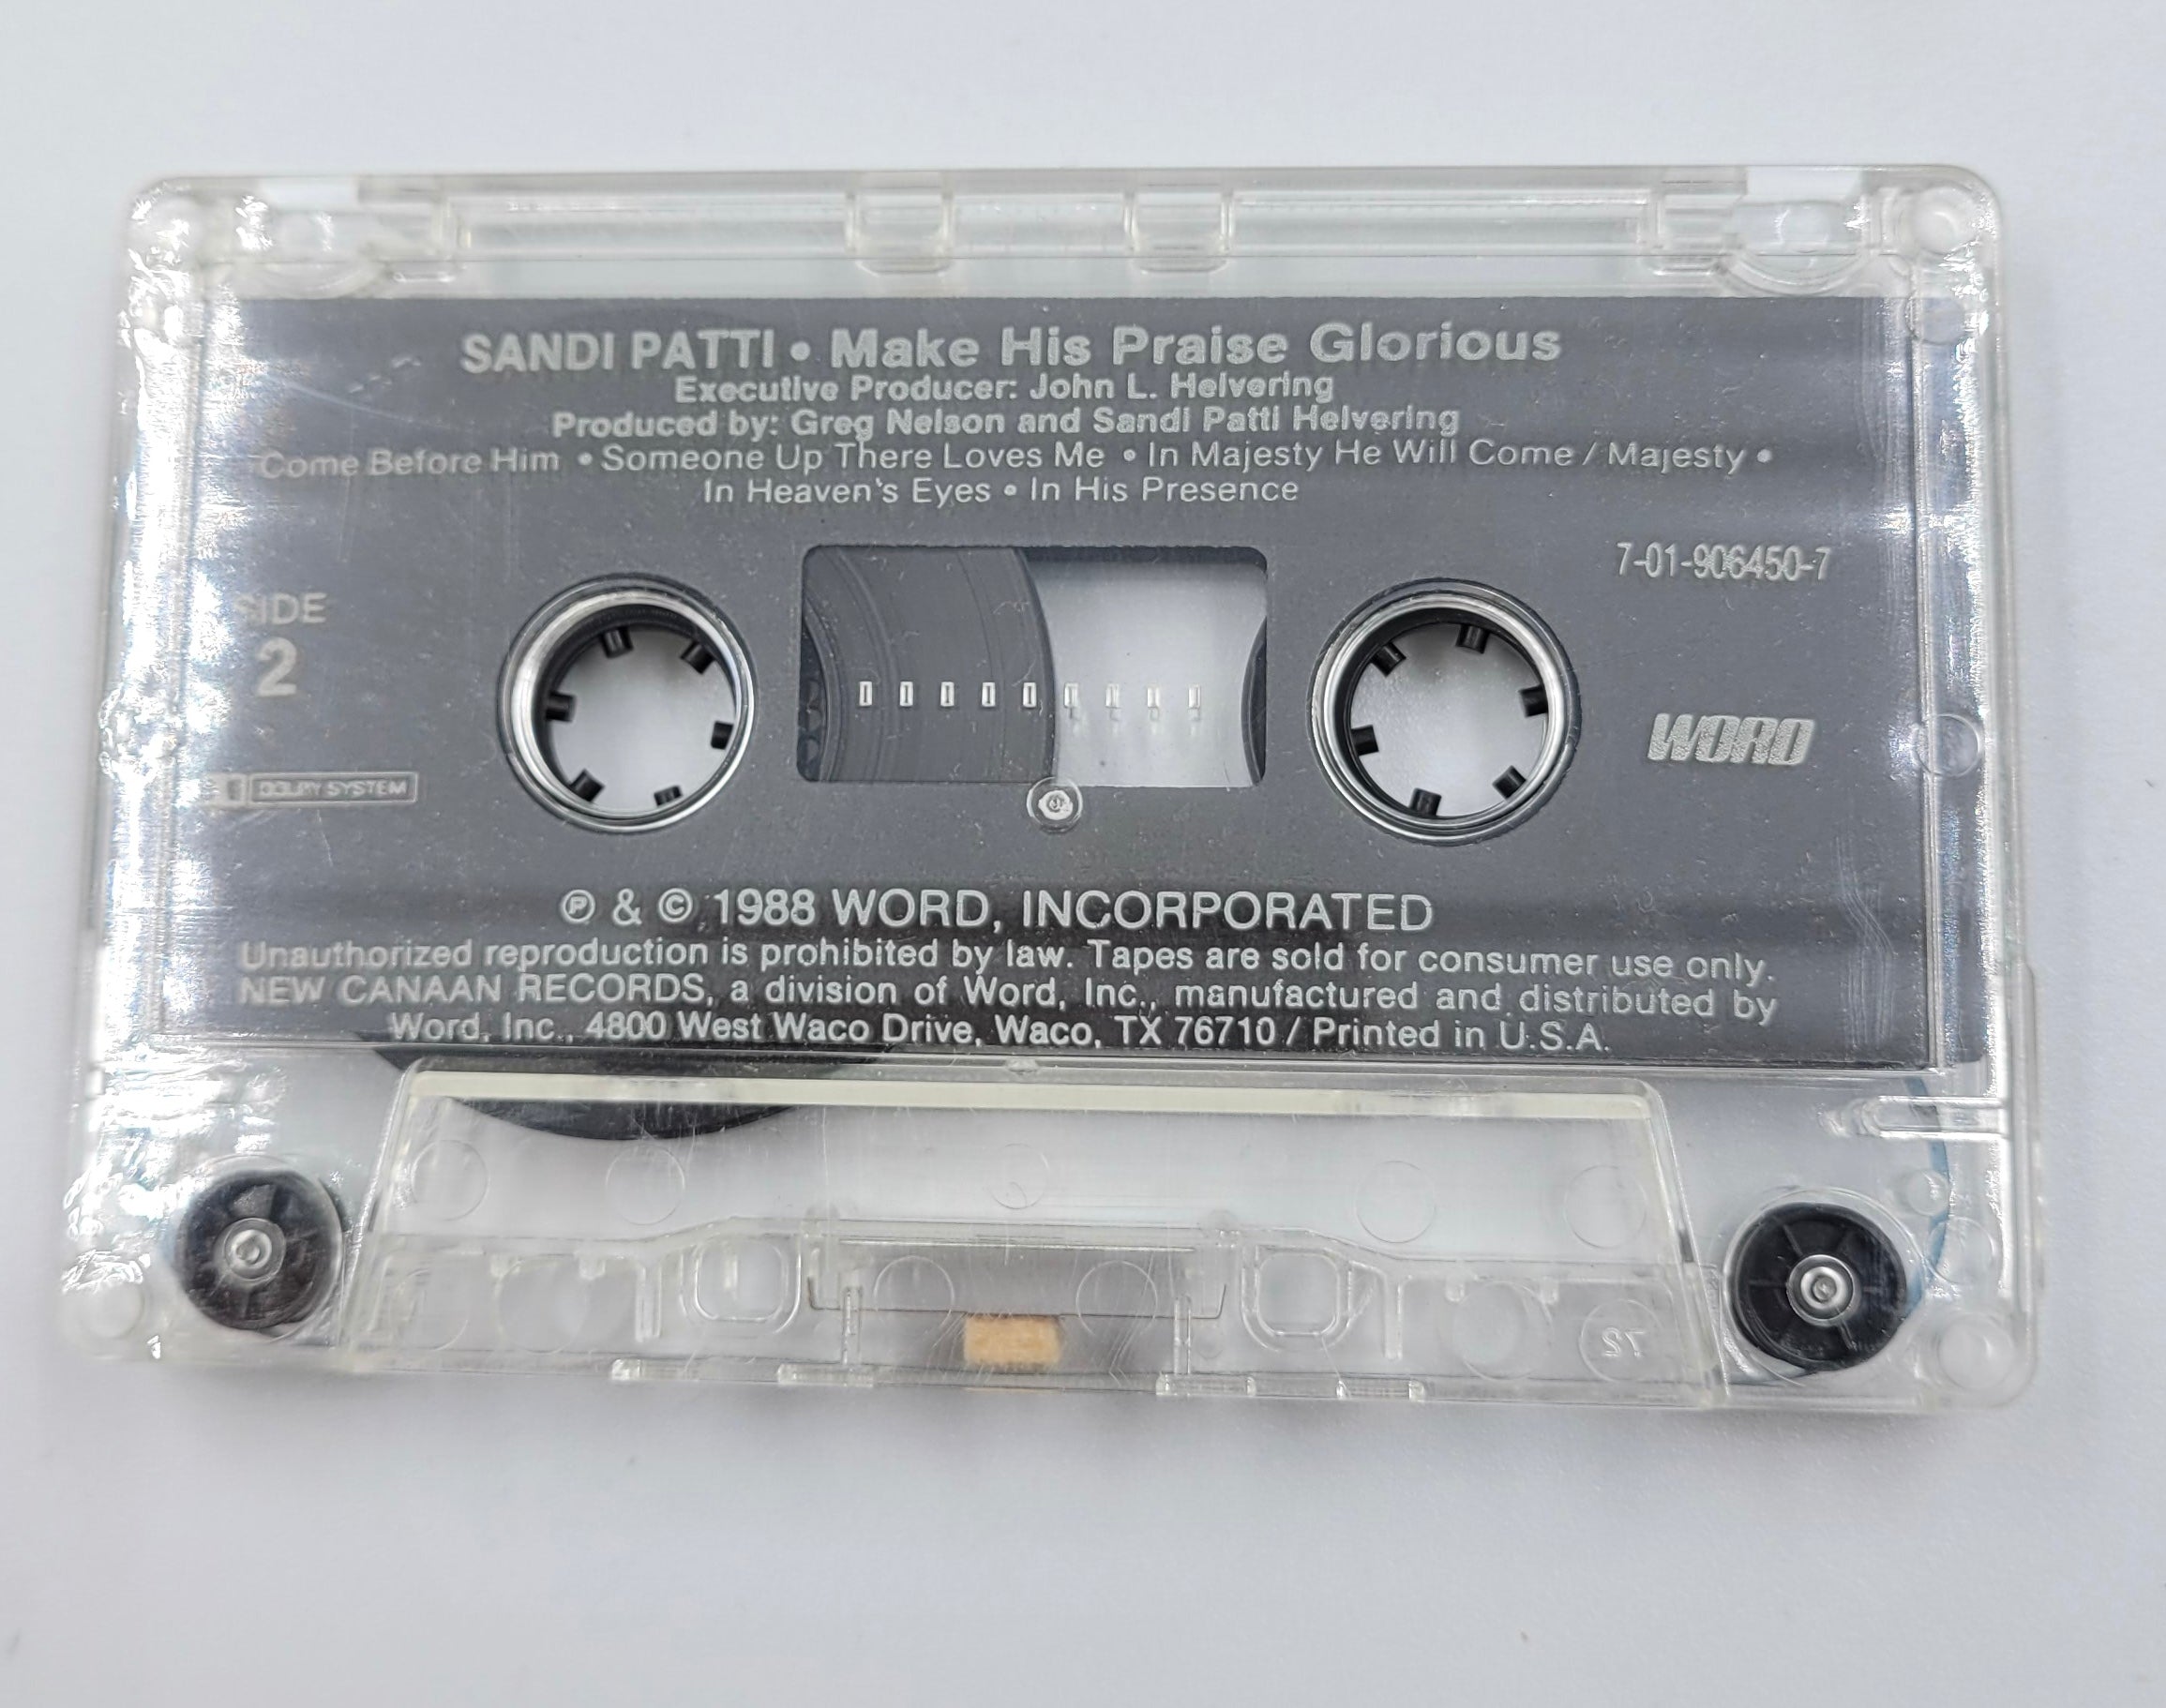 SANDI PATTI • Make His Praise Glorious
Executive Producer: John L. Helvering
Produced by: Greg Nelson and Sandi Patti Helvering
Come Before Him • Someone Up There Loves Me • In Majesty He Will Come / Majesty •
In Heaven's Eyes • In His Presence
7-01-906450-7
SIDE
2
WORD
DOLBY SYSTEM
℗ & © 1988 WORD, INCORPORATED
Unauthorized reproduction is prohibited by law. Tapes are sold for consumer use only.
NEW CANAAN RECORDS, a division of Word, Inc., manufactured and distributed by
Word, Inc., 4800 West Waco Drive, Waco, TX 76710 / Printed in U.S.A.